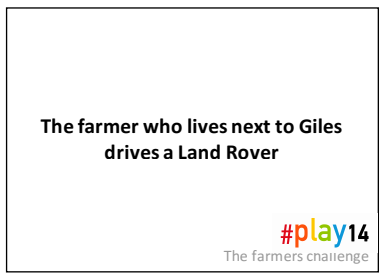 The farmer who lives next to Giles
drives a Land Rover
#play14
The farmers challenge